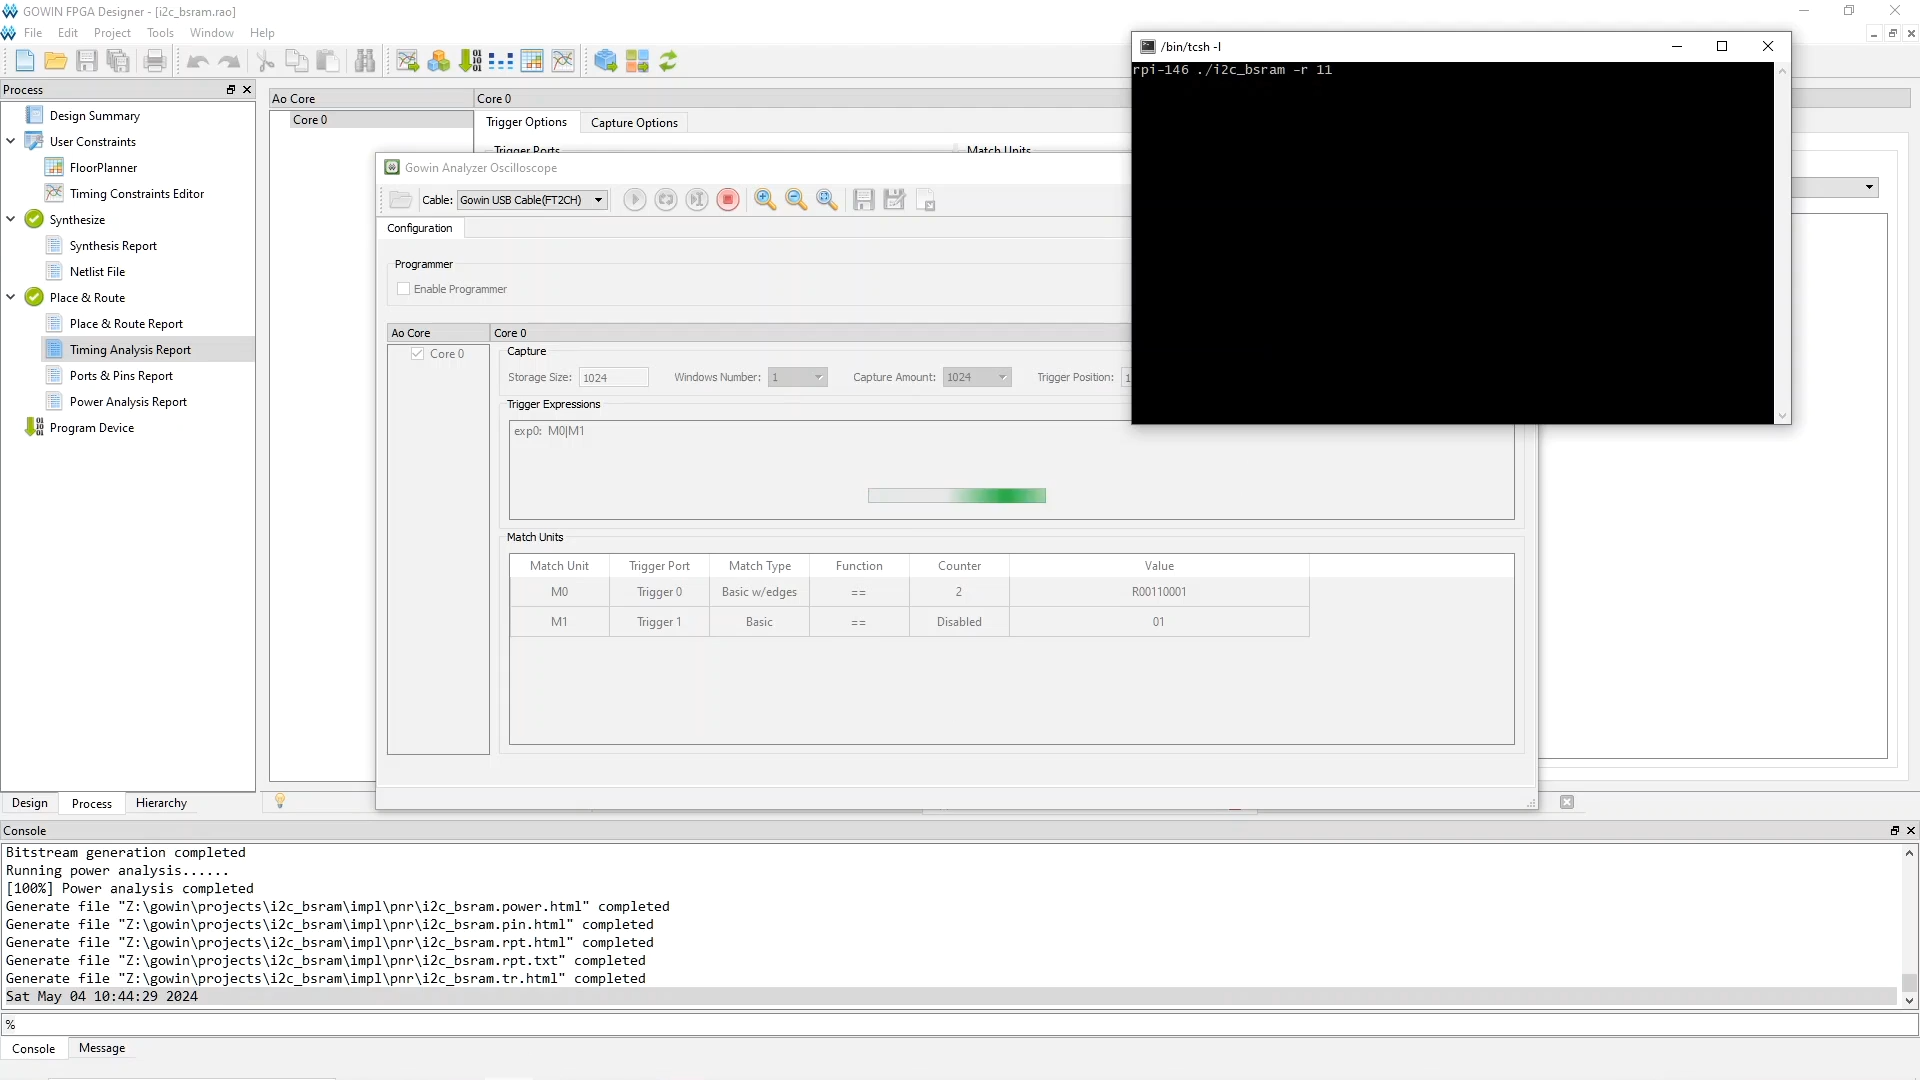 GOWIN FPGA Designer - [i2c_bsram.rao]
File Edit Project Tools Window Help
Process
Design Summary
User Constraints
FloorPlanner
Timing Constraints Editor
Synthesize
Synthesis Report
Netlist File
Place & Route
Place & Route Report
Timing Analysis Report
Ports & Pins Report
Power Analysis Report
Program Device
Design Process Hierarchy
Ao Core
Core 0
Core 0
Trigger Options Capture Options
Trigger Ports Match Units
Gowin Analyzer Oscilloscope
Cable: Gowin USB Cable(FT2CH)
Configuration
Programmer
Enable Programmer
Ao Core
Core 0
Core 0
Capture
Storage Size: 1024 Windows Number: 1 Capture Amount: 1024 Trigger Position: 1
Trigger Expressions
exp0: M0|M1
Match Units
Match Unit Trigger Port Match Type Function Counter Value
M0 Trigger 0 Basic w/edges == 2 R00110001
M1 Trigger 1 Basic == Disabled 01
/bin/tcsh -l
rpi-146 ./i2c_bsram -r 11
Console
Bitstream generation completed
Running power analysis......
[100%] Power analysis completed
Generate file "Z:\gowin\projects\i2c_bsram\impl\pnr\i2c_bsram.power.html" completed
Generate file "Z:\gowin\projects\i2c_bsram\impl\pnr\i2c_bsram.pin.html" completed
Generate file "Z:\gowin\projects\i2c_bsram\impl\pnr\i2c_bsram.rpt.html" completed
Generate file "Z:\gowin\projects\i2c_bsram\impl\pnr\i2c_bsram.rpt.txt" completed
Generate file "Z:\gowin\projects\i2c_bsram\impl\pnr\i2c_bsram.tr.html" completed
Sat May 04 10:44:29 2024
%
Console Message